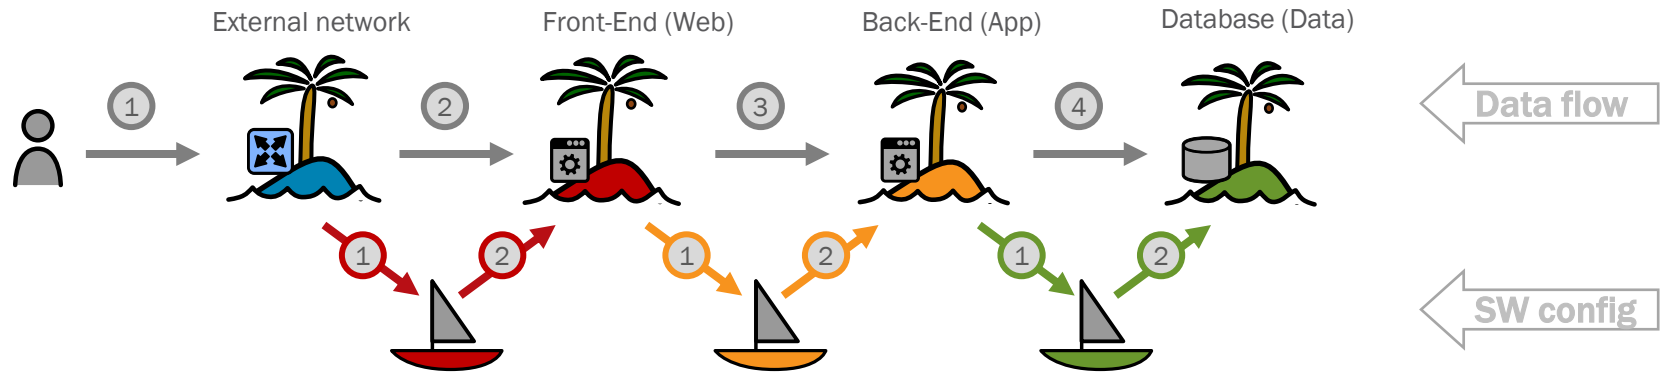 External network
Front-End (Web)
Back-End (App)
Database (Data)
1
2
3
4
Data flow
1
2
1
2
1
2
SW config